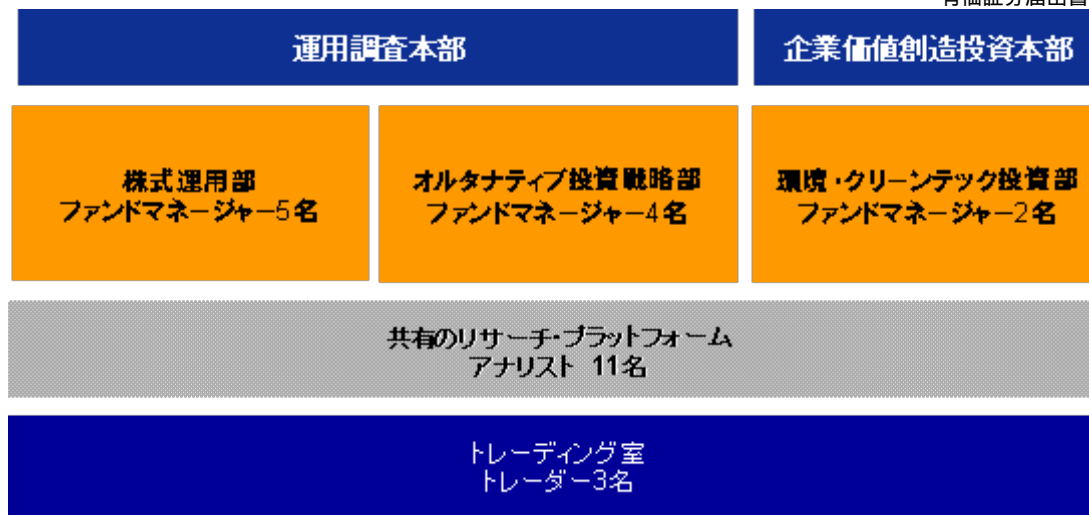 運用調査本部
企業価値創造投資本部
株式運用部
ファンドマネージャー5名
オルタナティブ投資戦略部
ファンドマネージャー4名
環境・クリーンテック投資部
ファンドマネージャー2名
共有のリサーチ・プラットフォーム
アナリスト 11名
トレーディング室
トレーダー3名